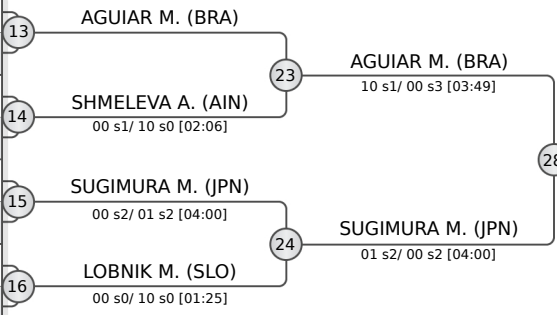 AGUIAR M. (BRA)
13
23
AGUIAR M. (BRA)
10 s1/ 00 s3 [03:49]
SHMELEVA A. (AIN)
14
00 s1/ 10 s0 [02:06]
28
SUGIMURA M. (JPN)
15
00 s2/ 01 s2 [04:00]
24
SUGIMURA M. (JPN)
01 s2/ 00 s2 [04:00]
LOBNIK M. (SLO)
16
00 s0/ 10 s0 [01:25]